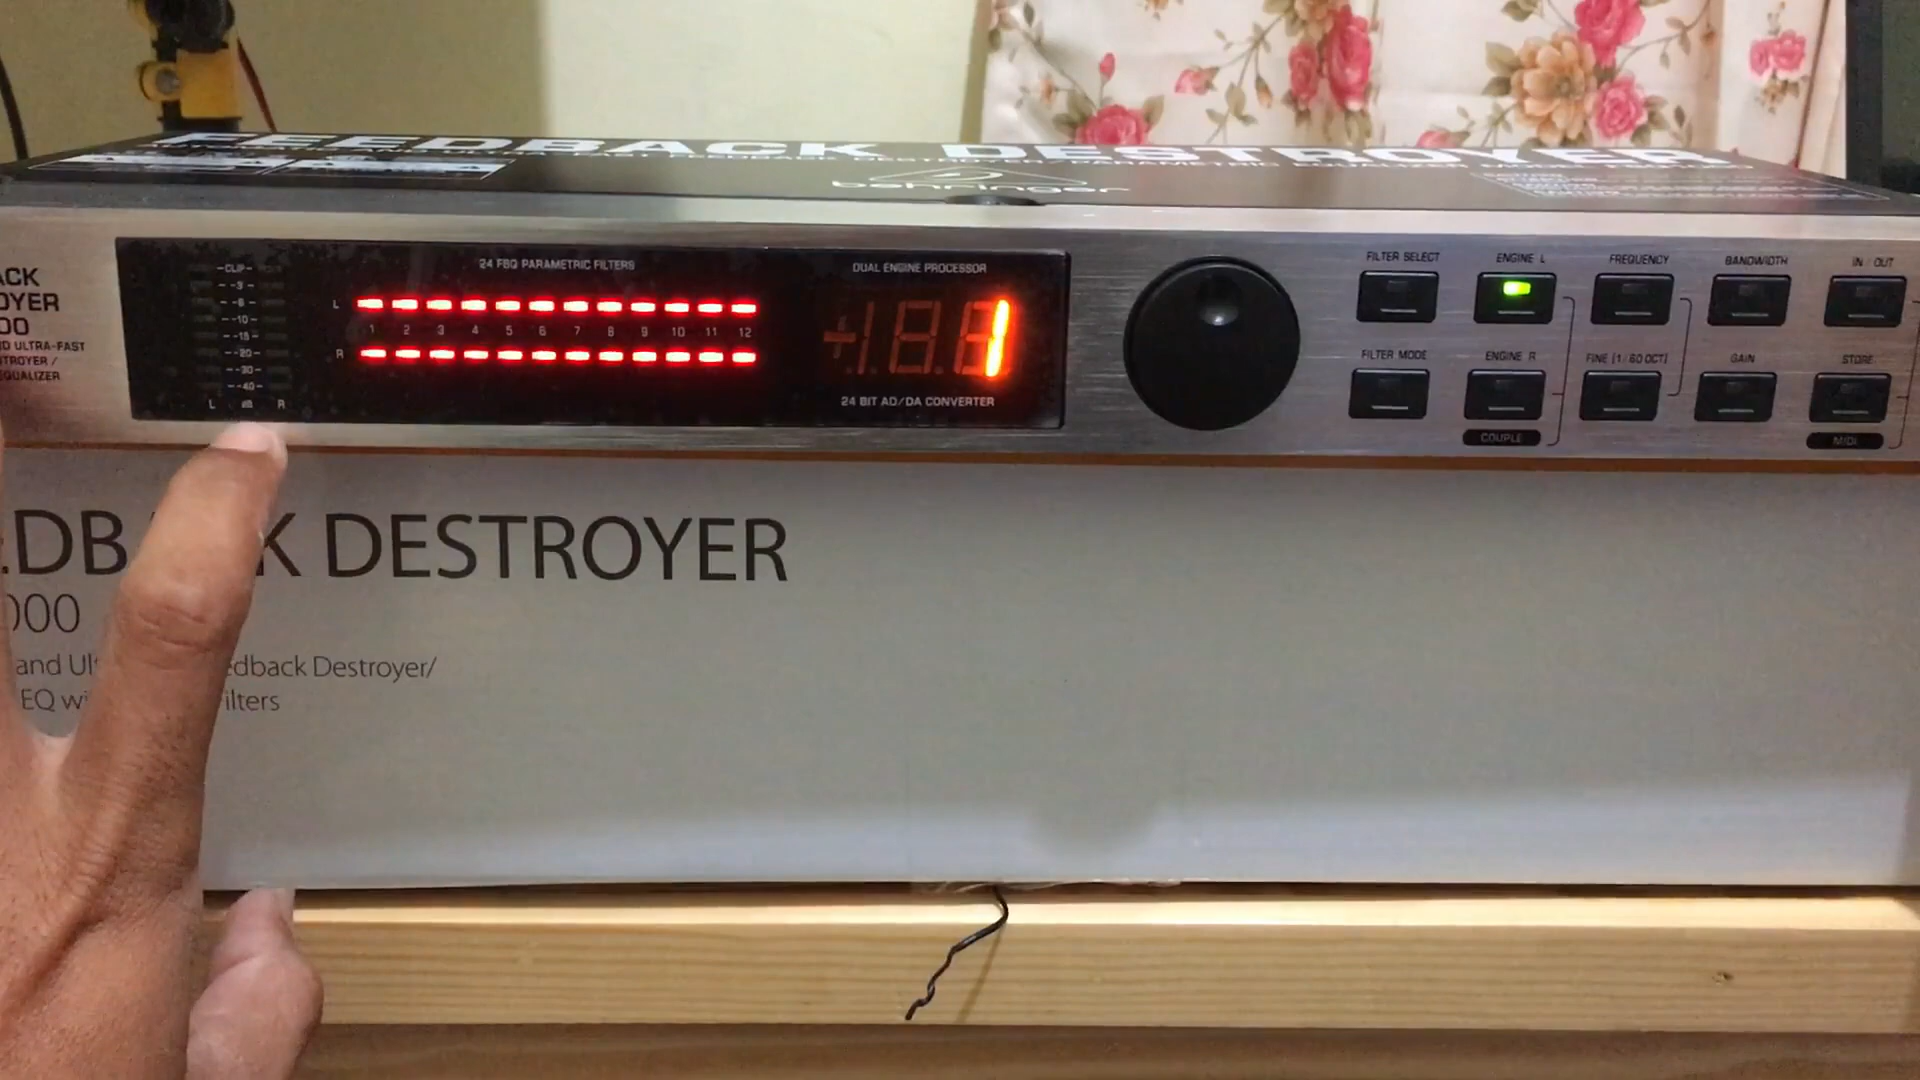 FEEDBACK DESTROYER
behringer
ACK
OYER
00
D ULTRA-FAST
TROYER /
EQUALIZER
-CLIP-
-3-
-6-
-10-
-15-
-20-
-30-
-40-
L dB R
24 FBQ PARAMETRIC FILTERS
L
1 2 3 4 5 6 7 8 9 10 11 12
R
DUAL ENGINE PROCESSOR
1
24 BIT AD/DA CONVERTER
FILTER SELECT
ENGINE L
FREQUENCY
BANDWIDTH
IN / OUT
FILTER MODE
ENGINE R
FINE (1/60 OCT)
GAIN
STORE
COUPLE
MIDI
EDB K DESTROYER
000
and Ul edback Destroyer/
EQ wi ilters